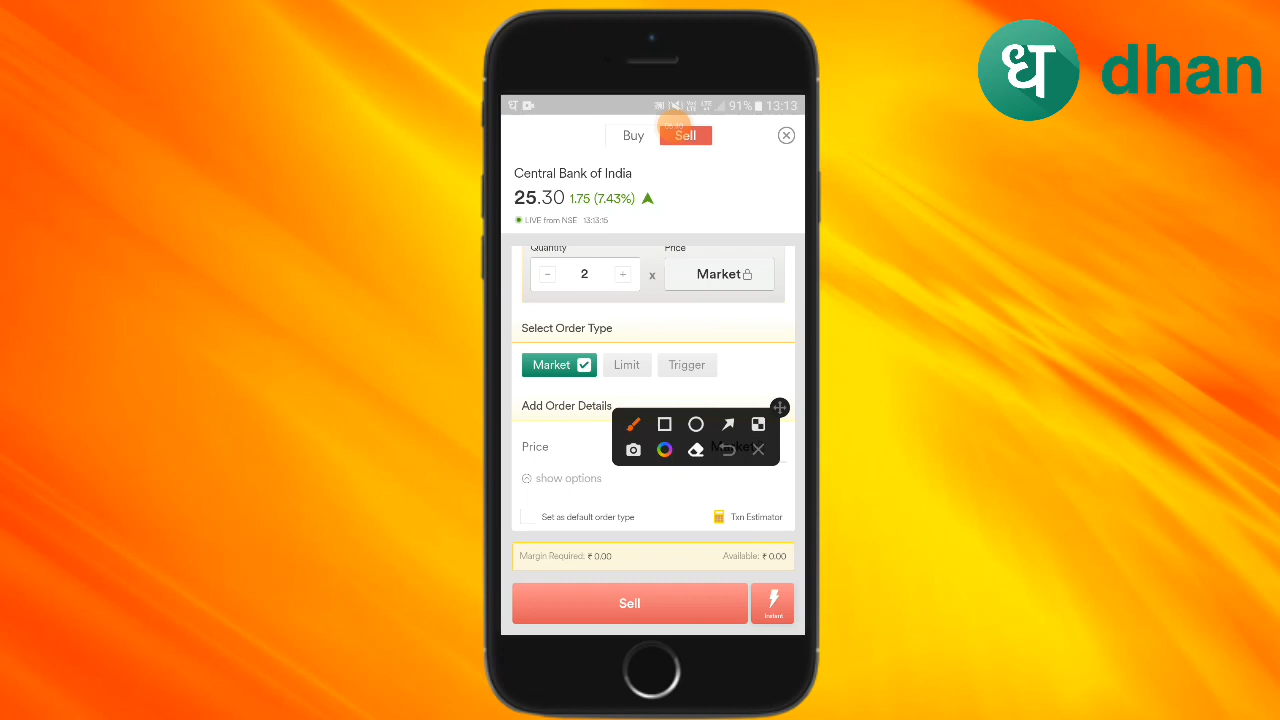 ध dhan
ध 91% 13:13
Buy Sell
Central Bank of India
25.30 1.75 (7.43%)
LIVE from NSE 13:13:15
Quantity Price
- 2 + x Market
Select Order Type
Market Limit Trigger
Add Order Details
Price Market
show options
Set as default order type Txn Estimator
Margin Required: ₹ 0.00 Available: ₹ 0.00
Sell Instant